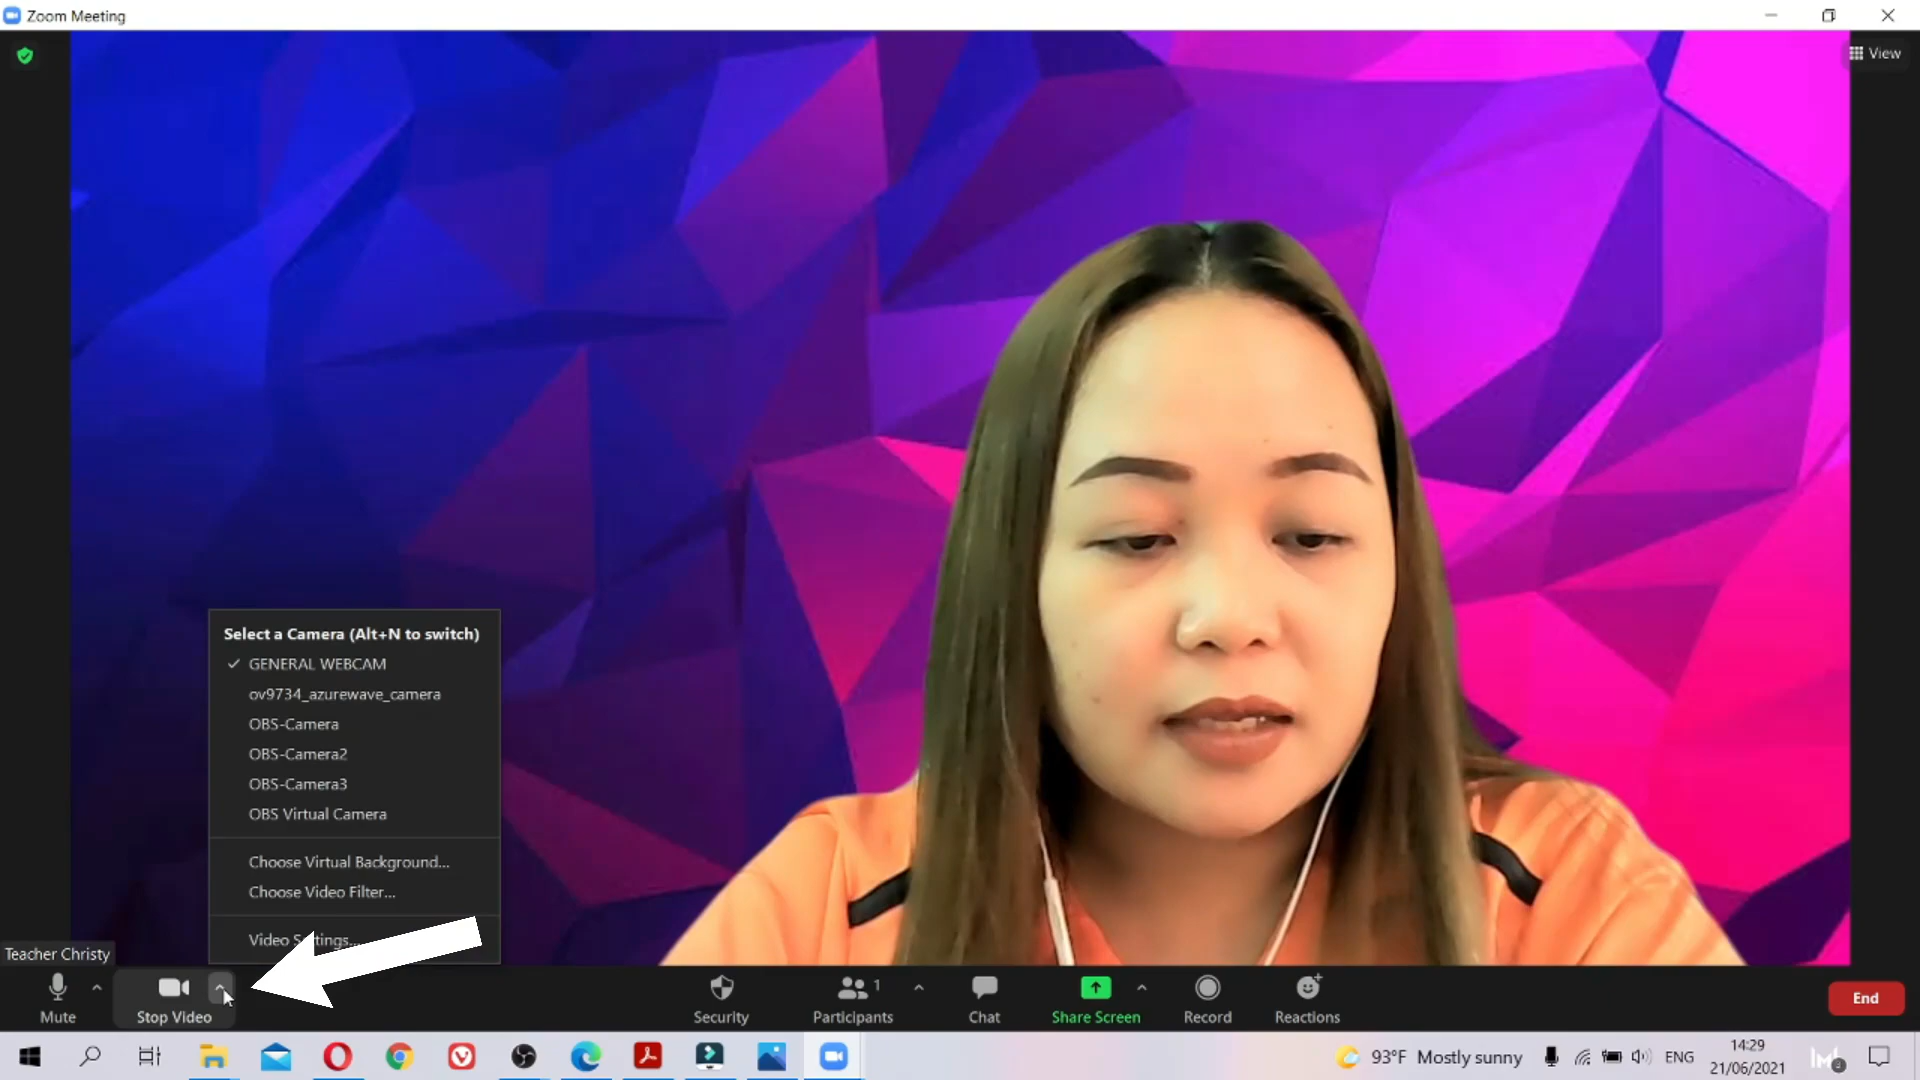 Zoom Meeting
View
Select a Camera (Alt+N to switch)
GENERAL WEBCAM
ov9734_azurewave_camera
OBS-Camera
OBS-Camera2
OBS-Camera3
OBS Virtual Camera
Choose Virtual Background...
Choose Video Filter...
Video
Teacher Christy
Mute
Stop Video
Security
Participants 1
Chat
Share Screen
Record
Reactions
End
93°F Mostly sunny
ENG
14:29
21/06/2021